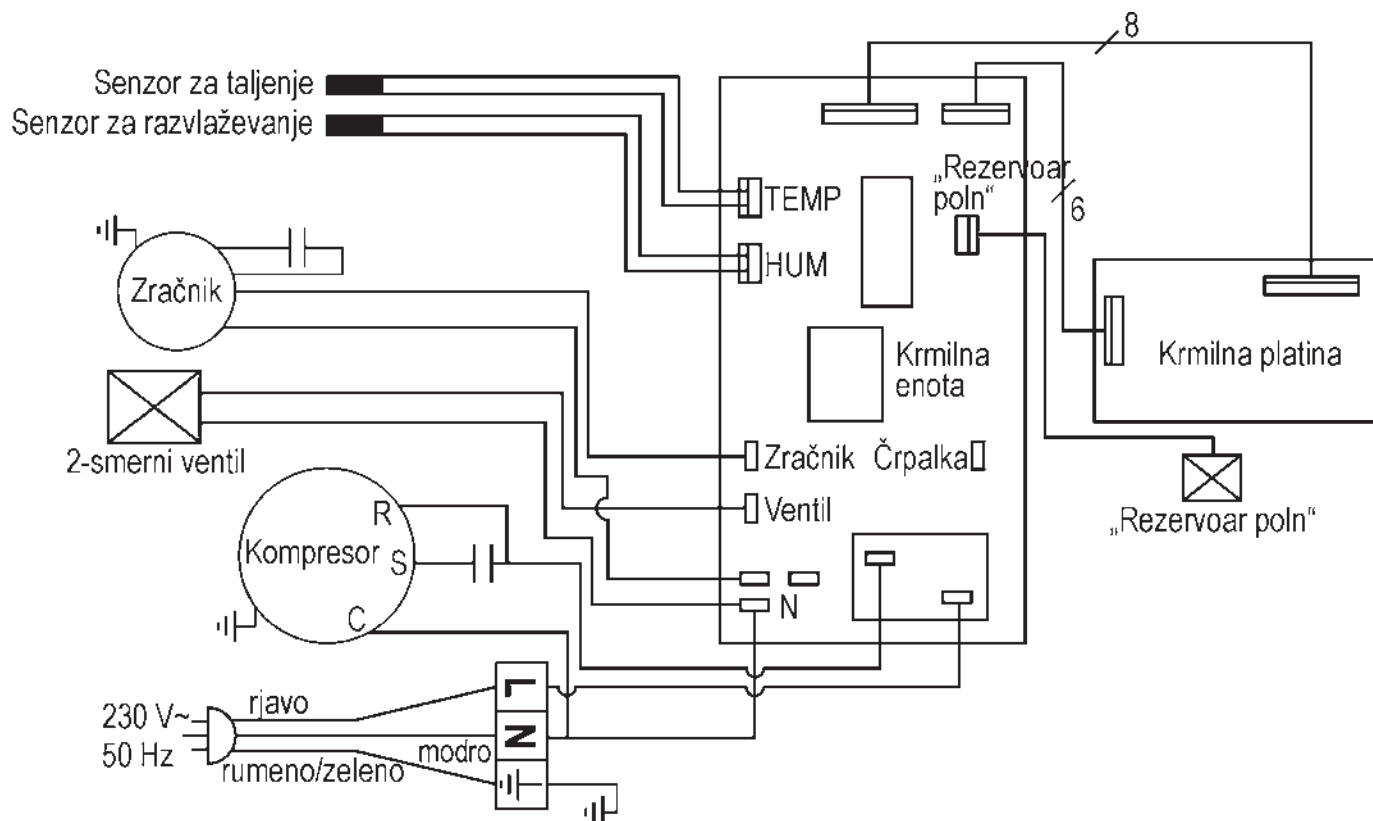 8
Senzor za taljenje
Senzor za razvlaževanje
„Rezervoar
poln“
TEMP
6
HUM
Zračnik
Krmilna
enota
Krmilna platina
2-smerni ventil
Zračnik
Črpalka
Ventil
„Rezervoar poln“
R
Kompresor
S
C
N
L
rjavo
230 V~
50 Hz
N
modro
rumeno/zeleno